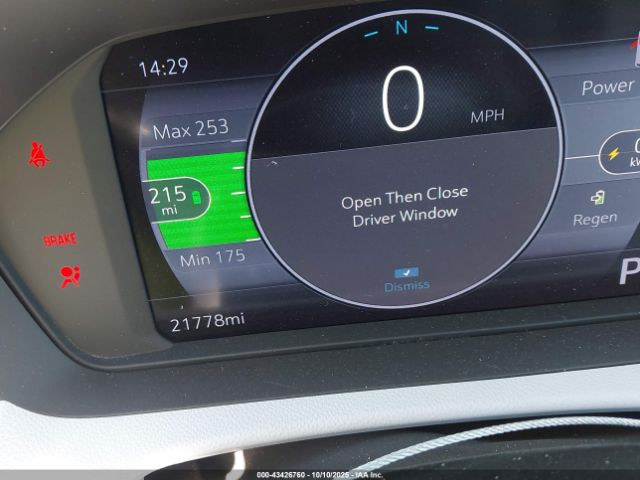 N
14:29
0
MPH
Power
Max 253
215
mi
Open Then Close
Driver Window
Regen
BRAKE
Min 175
Dismiss
P
21778mi
000-43426760 - 10/10/2025 - IAA Inc.